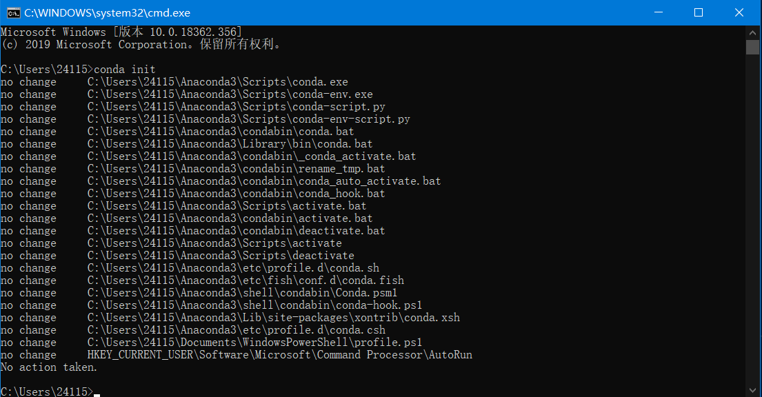 C:\WINDOWS\system32\cmd.exe
Microsoft Windows [版本 10.0.18362.356]
(c) 2019 Microsoft Corporation。保留所有权利。
C:\Users\24115>conda init
no change     C:\Users\24115\Anaconda3\Scripts\conda.exe
no change     C:\Users\24115\Anaconda3\Scripts\conda-env.exe
no change     C:\Users\24115\Anaconda3\Scripts\conda-script.py
no change     C:\Users\24115\Anaconda3\Scripts\conda-env-script.py
no change     C:\Users\24115\Anaconda3\condabin\conda.bat
no change     C:\Users\24115\Anaconda3\Library\bin\conda.bat
no change     C:\Users\24115\Anaconda3\condabin\_conda_activate.bat
no change     C:\Users\24115\Anaconda3\condabin\rename_tmp.bat
no change     C:\Users\24115\Anaconda3\condabin\conda_auto_activate.bat
no change     C:\Users\24115\Anaconda3\condabin\conda_hook.bat
no change     C:\Users\24115\Anaconda3\Scripts\activate.bat
no change     C:\Users\24115\Anaconda3\condabin\activate.bat
no change     C:\Users\24115\Anaconda3\condabin\deactivate.bat
no change     C:\Users\24115\Anaconda3\Scripts\activate
no change     C:\Users\24115\Anaconda3\Scripts\deactivate
no change     C:\Users\24115\Anaconda3\etc\profile.d\conda.sh
no change     C:\Users\24115\Anaconda3\etc\fish\conf.d\conda.fish
no change     C:\Users\24115\Anaconda3\shell\condabin\Conda.psm1
no change     C:\Users\24115\Anaconda3\shell\condabin\conda-hook.ps1
no change     C:\Users\24115\Anaconda3\Lib\site-packages\xontrib\conda.xsh
no change     C:\Users\24115\Anaconda3\etc\profile.d\conda.csh
no change     C:\Users\24115\Documents\WindowsPowerShell\profile.ps1
no change     HKEY_CURRENT_USER\Software\Microsoft\Command Processor\AutoRun
No action taken.
C:\Users\24115>